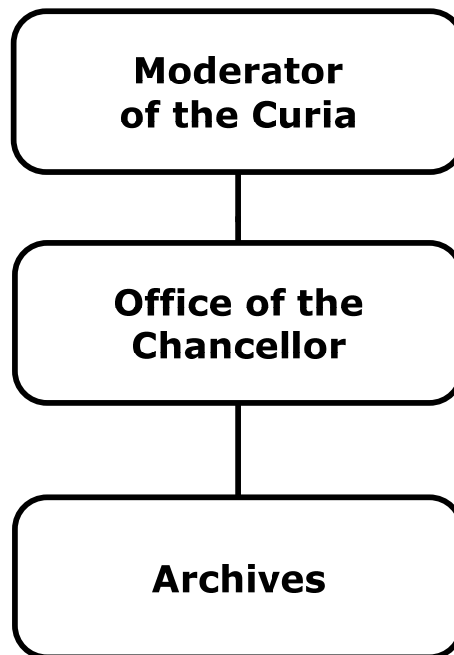 Moderator
of the Curia
Office of the
Chancellor
Archives